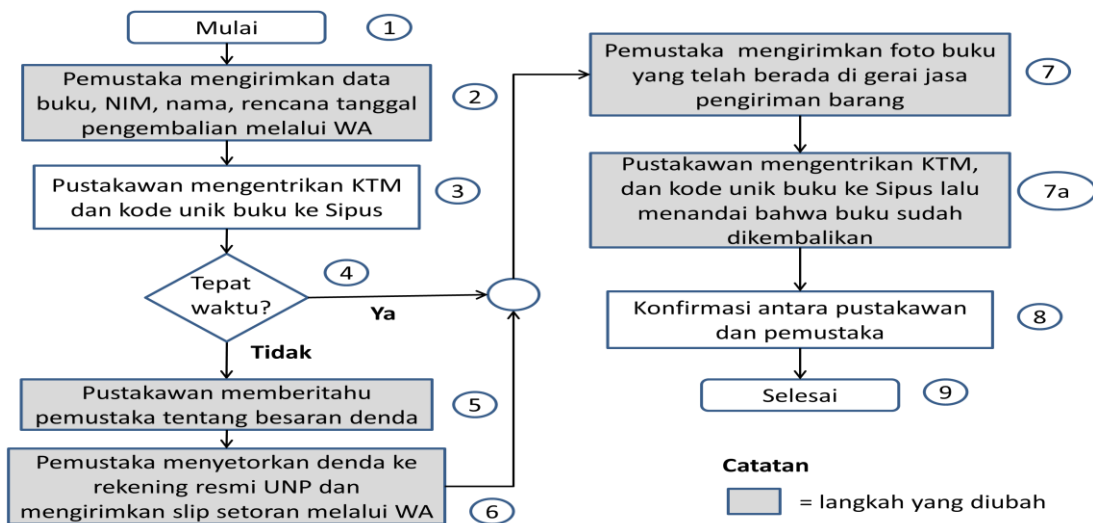 Mulai
1
Pemustaka mengirimkan data
buku, NIM, nama, rencana tanggal
pengembalian melalui WA
2
Pustakawan mengentrikan KTM
dan kode unik buku ke Sipus
3
Tepat
waktu?
4
Ya
Tidak
Pustakawan memberitahu
pemustaka tentang besaran denda
5
Pemustaka menyetorkan denda ke
rekening resmi UNP dan
mengirimkan slip setoran melalui WA
6
Pemustaka mengirimkan foto buku
yang telah berada di gerai jasa
pengiriman barang
7
Pustakawan mengentrikan KTM,
dan kode unik buku ke Sipus lalu
menandai bahwa buku sudah
dikembalikan
7a
Konfirmasi antara pustakawan
dan pemustaka
8
Selesai
9
Catatan
= langkah yang diubah